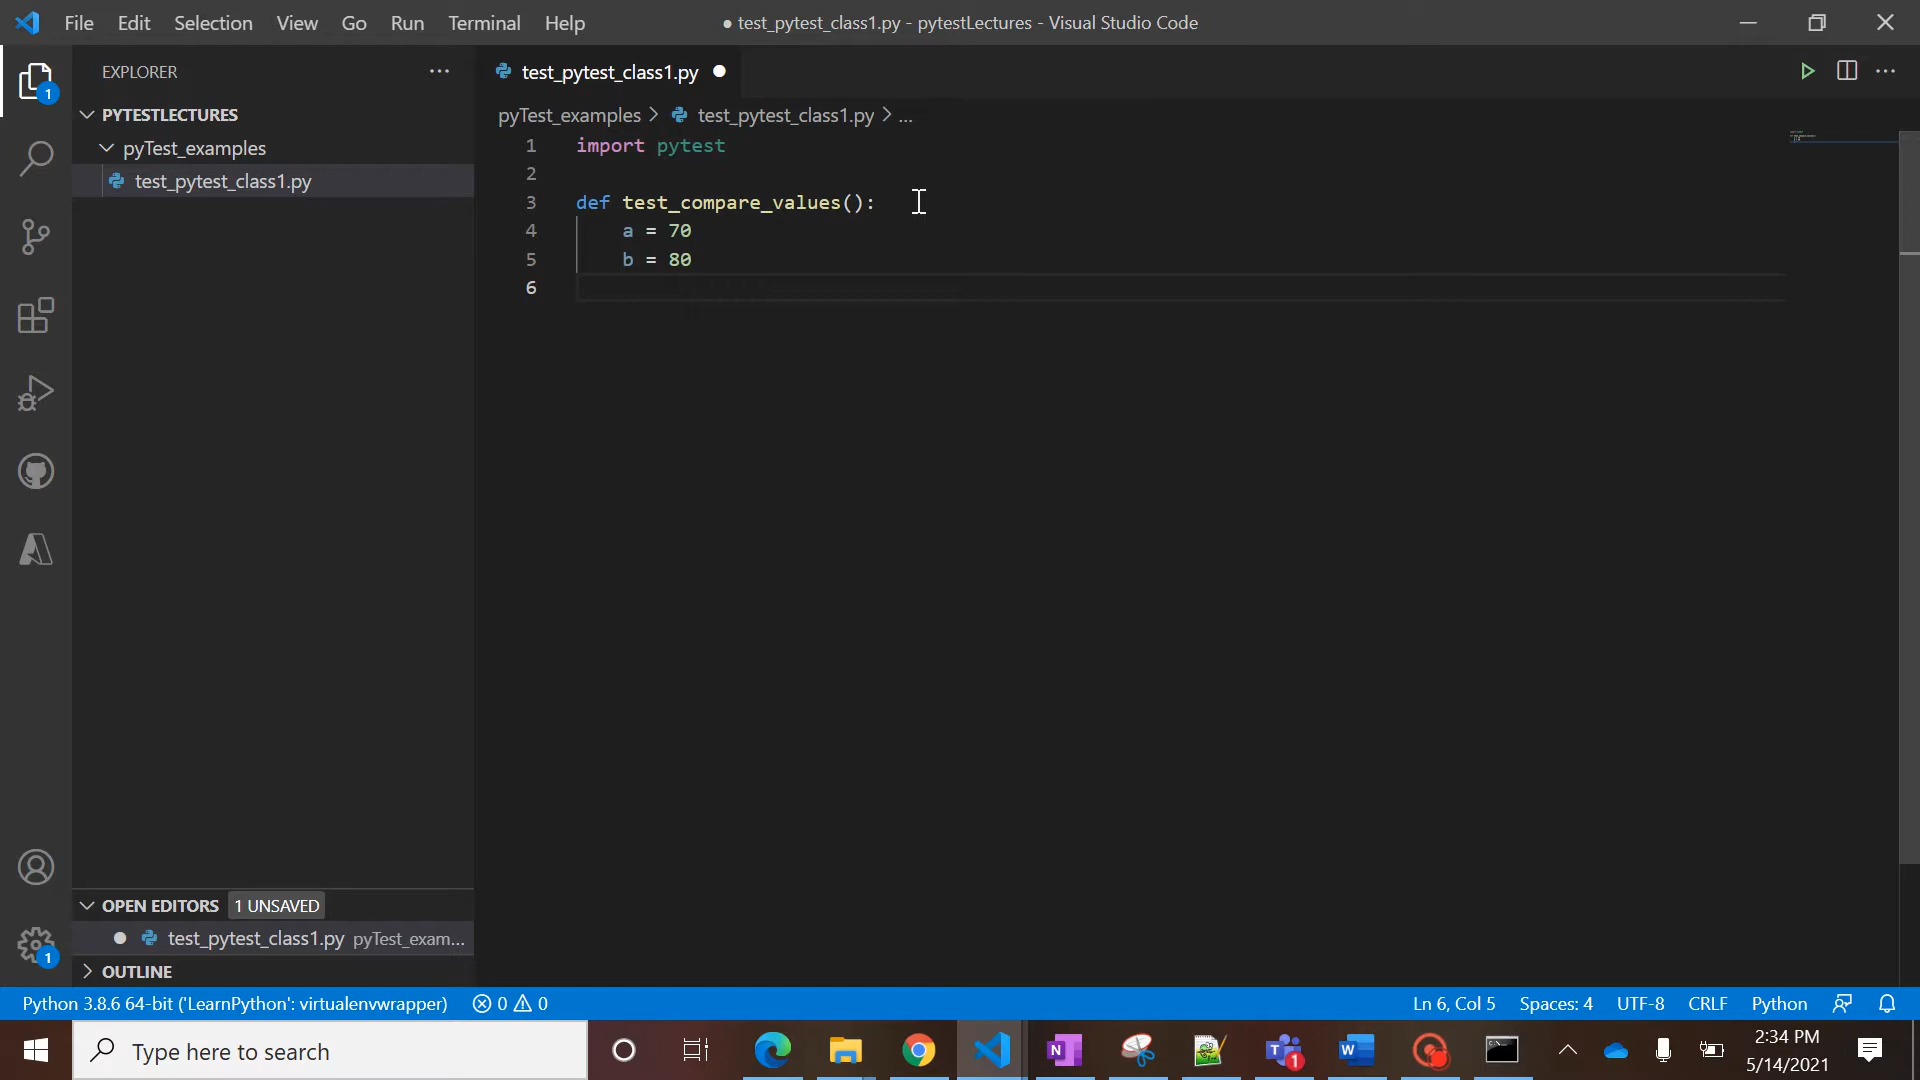 File Edit Selection View Go Run Terminal Help
● test_pytest_class1.py - pytestLectures - Visual Studio Code
EXPLORER
test_pytest_class1.py
1
PYTESTLECTURES
pyTest_examples > test_pytest_class1.py > ...
pyTest_examples
test_pytest_class1.py
1 import pytest
2
3 def test_compare_values():
4 a = 70
5 b = 80
6
OPEN EDITORS 1 UNSAVED
test_pytest_class1.py pyTest_exam...
1
OUTLINE
Python 3.8.6 64-bit ('LearnPython': virtualenvwrapper) 0 0
Ln 6, Col 5 Spaces: 4 UTF-8 CRLF Python
Type here to search
N
T
1
W
C:\
2:34 PM
5/14/2021